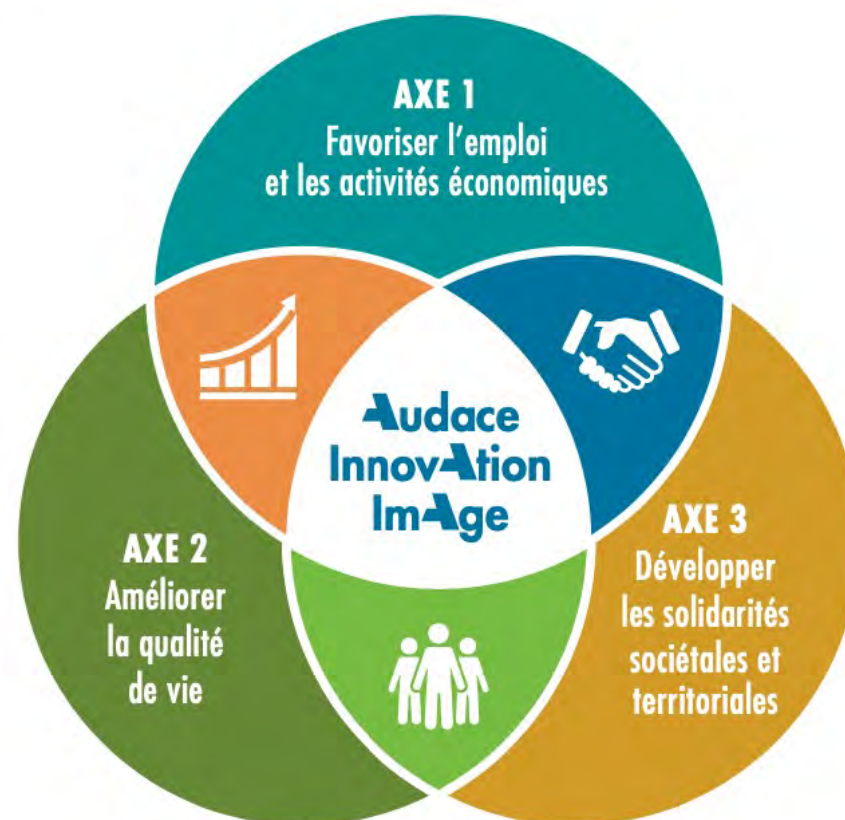 AXE 1
Favoriser l'emploi
et les activités économiques
Audace
InnovAtion
ImAge
AXE 2
Améliorer
la qualité
de vie
AXE 3
Développer
les solidarités
sociétales et
territoriales